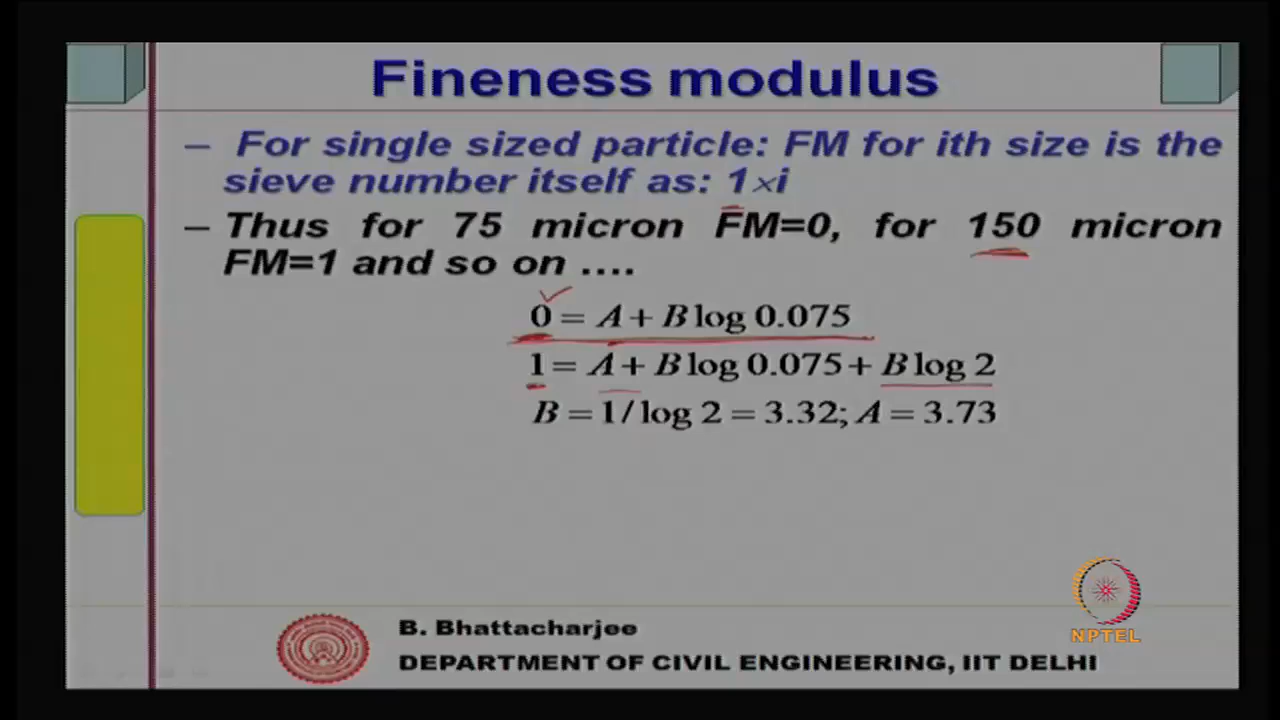 Fineness modulus
– For single sized particle: FM for ith size is the
sieve number itself as: 1×i
– Thus for 75 micron FM=0, for 150 micron
FM=1 and so on ....
0 = A + B log 0.075
1 = A + B log 0.075 + B log 2
B = 1/ log 2 = 3.32; A = 3.73
B. Bhattacharjee
DEPARTMENT OF CIVIL ENGINEERING, IIT DELHI
NPTEL